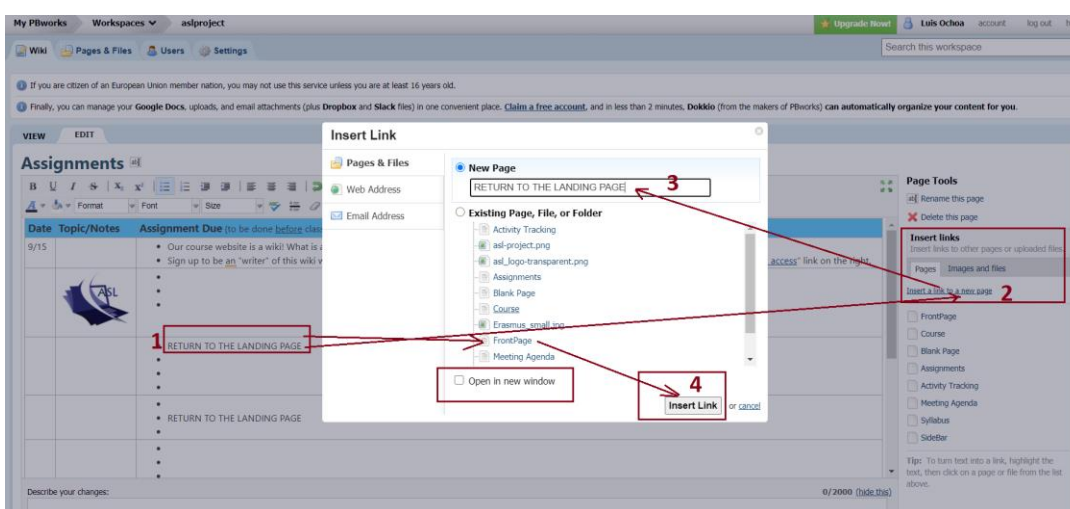 My PBworks Workspaces aslproject Upgrade Now! Luis Ochoa account log out
Wiki Pages & Files Users Settings Search this workspace
If you are citizen of an European Union member nation, you may not use this service unless you are at least 16 years old.
Finally, you can manage your Google Docs, uploads, and email attachments (plus Dropbox and Slack files) in one convenient place. Claim a free account, and in less than 2 minutes, Dokkio (from the makers of PBworks) can automatically organize your content for you.
VIEW EDIT
Assignments
B U I S X₂ x²
A Format Font Size
Date Topic/Notes Assignment Due (to be done before clas
9/15
Our course website is a wiki! What is a
Sign up to be an "writer" of this wiki w
access" link on the right.
ASL
1
RETURN TO THE LANDING PAGE
RETURN TO THE LANDING PAGE
Describe your changes: 0/2000 (hide this)
Insert Link
Pages & Files
Web Address
Email Address
New Page
RETURN TO THE LANDING PAGE
3
Existing Page, File, or Folder
Activity Tracking
asl-project.png
asl_logo-transparent.png
Assignments
Blank Page
Course
Erasmus_small.jpg
FrontPage
Meeting Agenda
Open in new window
4
Insert Link or cancel
Page Tools
Rename this page
Delete this page
Insert links
Insert links to other pages or uploaded files.
Pages Images and files
Insert a link to a new page
2
FrontPage
Course
Blank Page
Assignments
Activity Tracking
Meeting Agenda
Syllabus
SideBar
Tip: To turn text into a link, highlight the
text, then click on a page or file from the list
above.